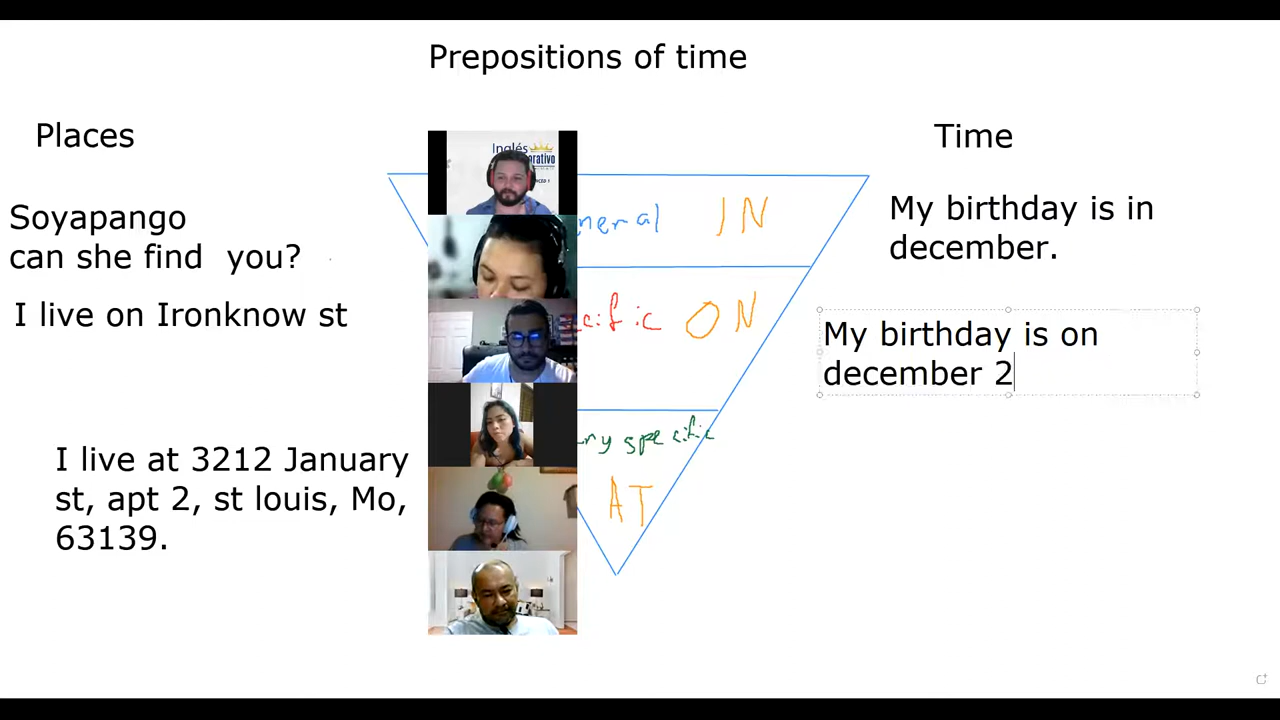 Prepositions of time
Places
Time
Inglés
IN
Soyapango
can she find you?
I live on Ironknow st
ON
My birthday is in
december.
My birthday is on
december 2
specific
AT
I live at 3212 January
st, apt 2, st louis, Mo,
63139.